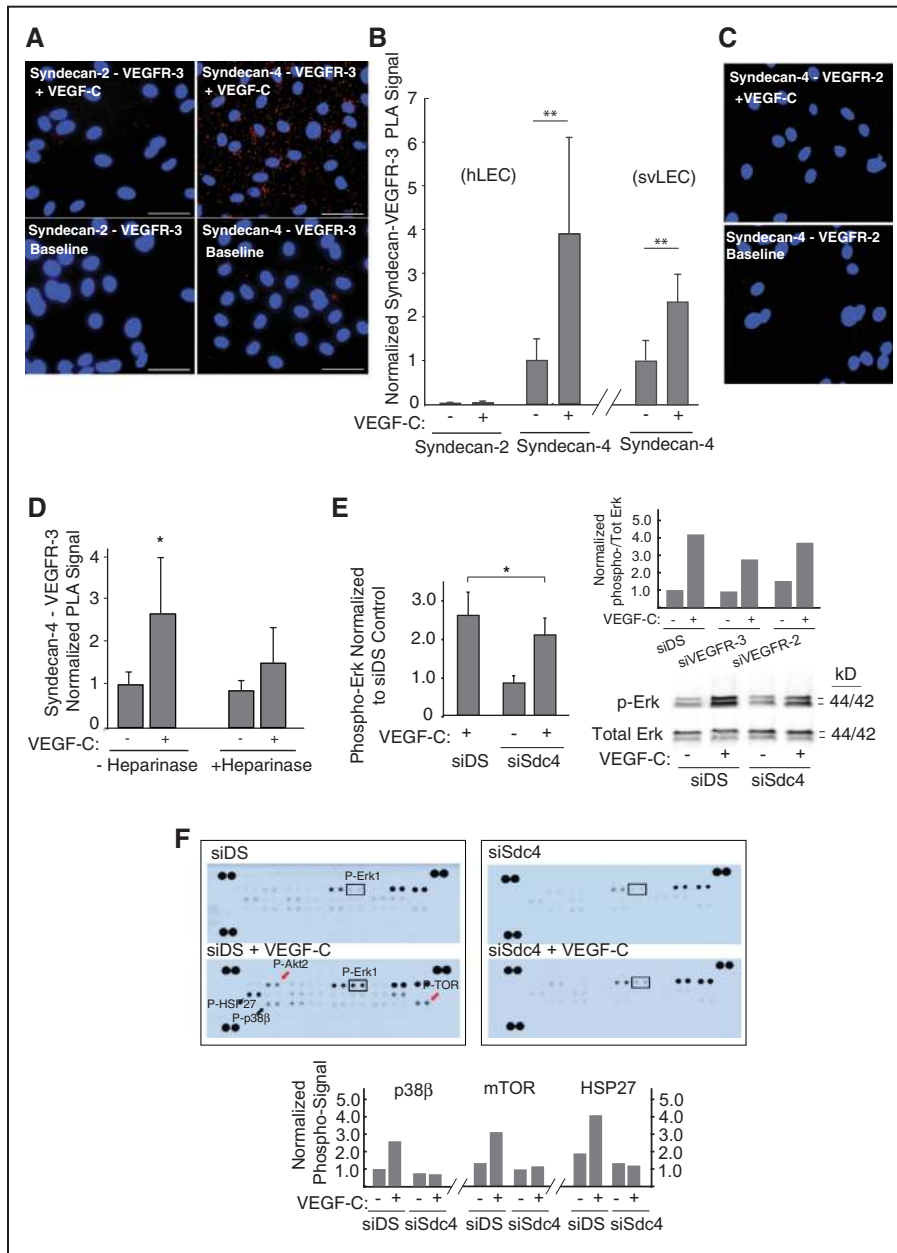 A
Syndecan-2 - VEGFR-3
+ VEGF-C
Syndecan-4 - VEGFR-3
+ VEGF-C
Syndecan-2 - VEGFR-3
Baseline
Syndecan-4 - VEGFR-3
Baseline
B
Normalized Syndecan-VEGFR-3 PLA Signal
7
6
5
4
3
2
1
0
**
(hLEC)
(svLEC)
**
- + - + - +
VEGF-C:
Syndecan-2 Syndecan-4 Syndecan-4
C
Syndecan-4 - VEGFR-2
+VEGF-C
Syndecan-4 - VEGFR-2
Baseline
D
Syndecan-4 - VEGFR-3
Normalized PLA Signal
4
2
1
0
*
VEGF-C: - + - +
- Heparinase +Heparinase
E
Phospho-Erk Normalized
to siDS Control
3.0
2.0
1.0
*
VEGF-C: + - +
siDS siSdc4
Normalized
phospho-/Tot Erk
5.0
4.0
3.0
2.0
1.0
VEGF-C: - + - + - +
siDS siVEGFR-3 siVEGFR-2
kD
p-Erk 44/42
Total Erk 44/42
VEGF-C: - + - +
siDS siSdc4
F
siDS
P-Erk1
siDS + VEGF-C
P-Akt2
P-Erk1
P-TOR
P-HSP27
P-p38β
siSdc4
siSdc4 + VEGF-C
Normalized
Phospho-Signal
p38β mTOR HSP27
5.0 5.0
4.0 4.0
3.0 3.0
2.0 2.0
1.0 1.0
VEGF-C: - + - + - + - + - + - +
siDS siSdc4 siDS siSdc4 siDS siSdc4